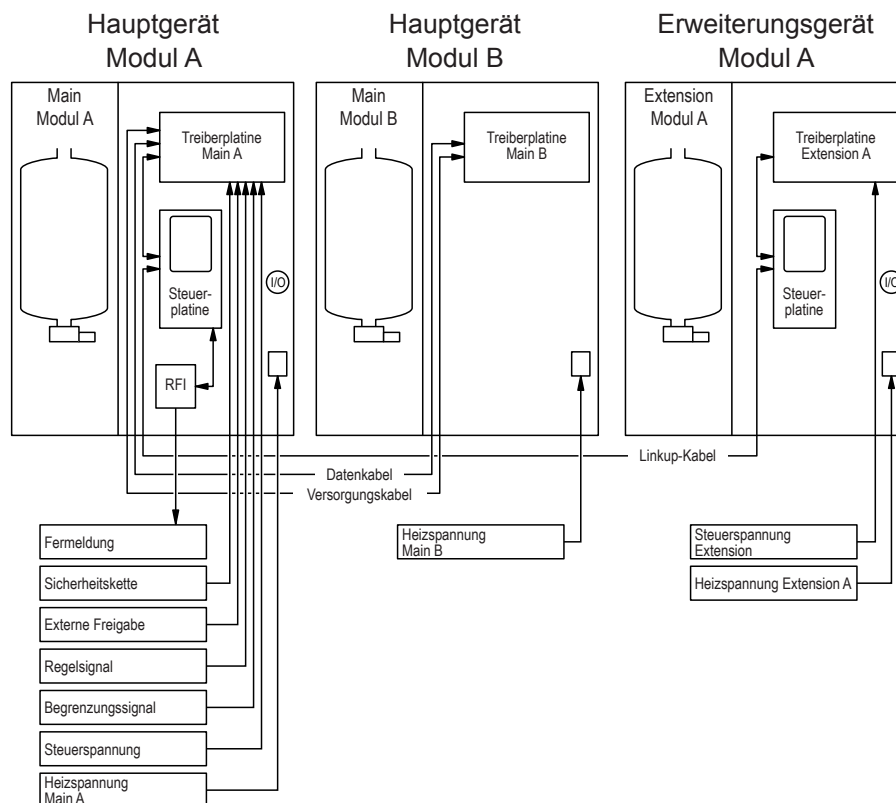 Hauptgerät
Modul A
Hauptgerät
Modul B
Erweiterungsgerät
Modul A
Main
Modul A
Treiberplatine
Main A
Steuer-
platine
I/O
RFI
Main
Modul B
Treiberplatine
Main B
Extension
Modul A
Treiberplatine
Extension A
Steuer-
platine
I/O
Linkup-Kabel
Datenkabel
Versorgungskabel
Fermeldung
Sicherheitskette
Externe Freigabe
Regelsignal
Begrenzungssignal
Steuerspannung
Heizspannung
Main A
Heizspannung
Main B
Steuerspannung
Extension
Heizspannung Extension A